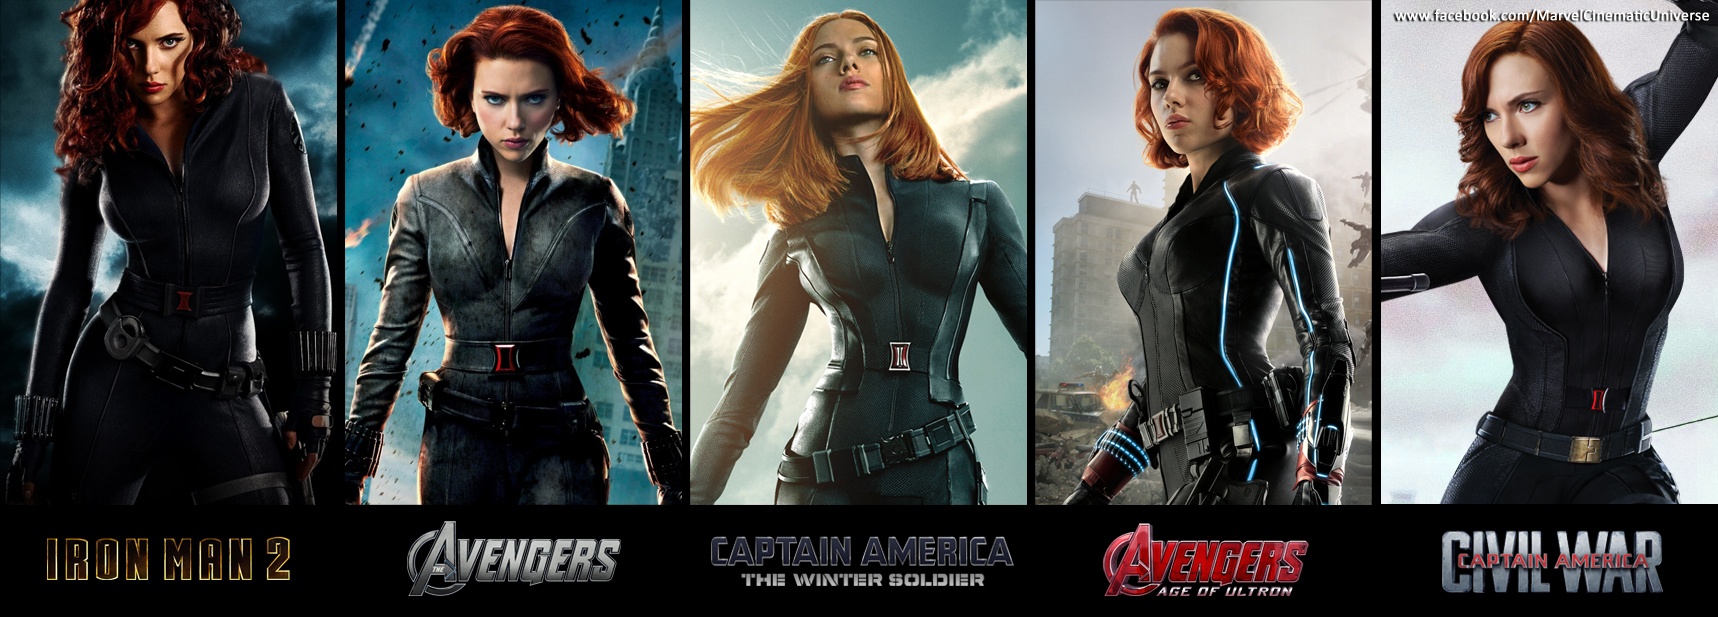 www.facebook.com/MarvelCinematicUniverse
IRON MAN 2
THE AVENGERS
CAPTAIN AMERICA
THE WINTER SOLDIER
AVENGERS
AGE OF ULTRON
CAPTAIN AMERICA
CIVIL WAR